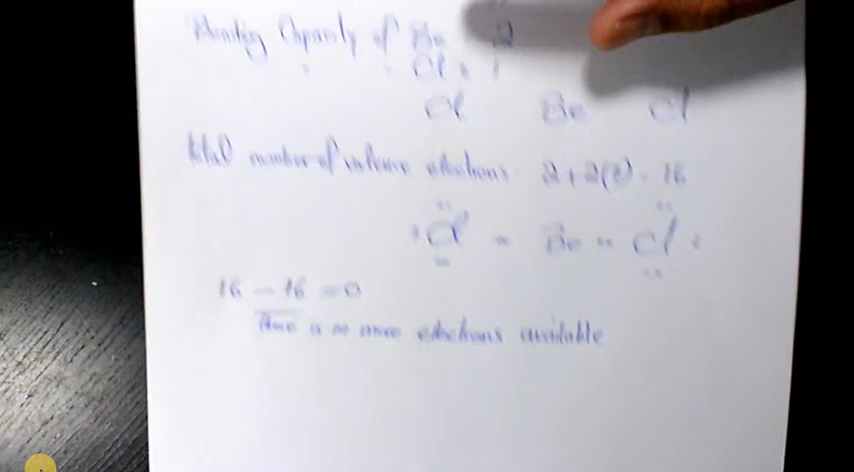 Bonding Capacity of Be 2
" " Cl = 1
Cl Be Cl
total number of valence electrons 2 + 2(7) = 16
:Cl - Be - Cl:
16 - 16 = 0
There is no more electrons available